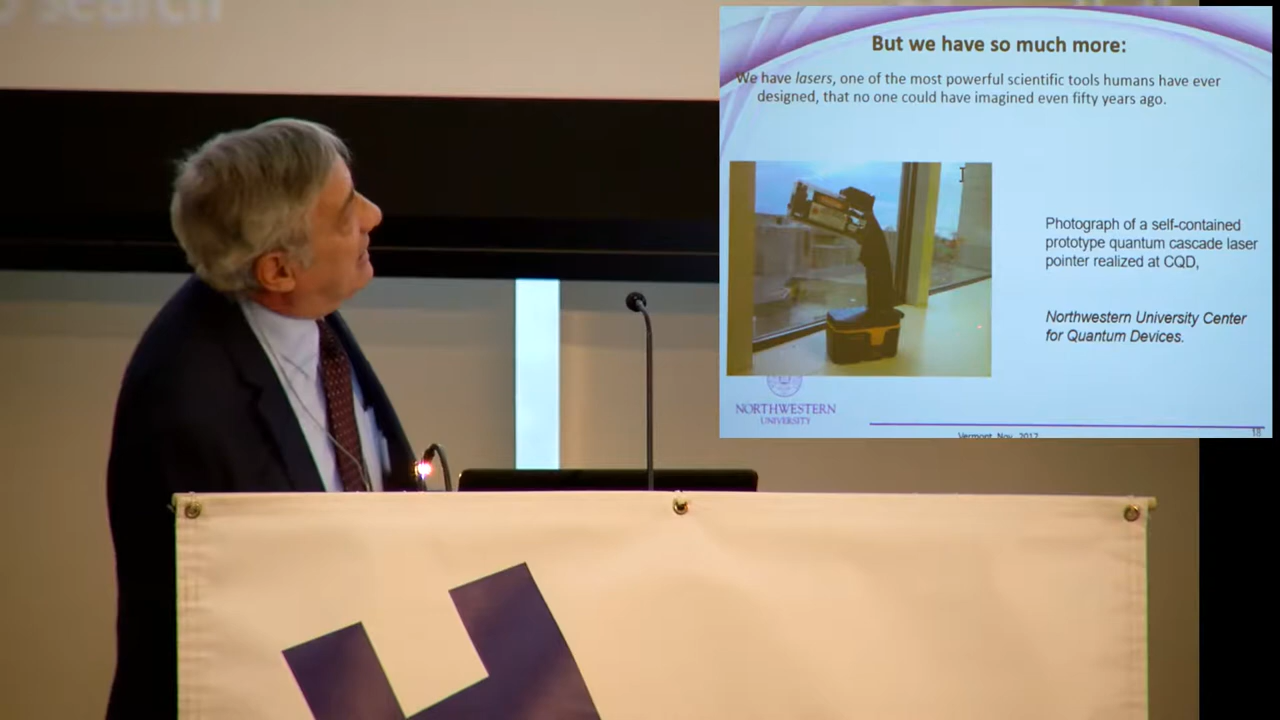 o search
But we have so much more:
We have lasers, one of the most powerful scientific tools humans have ever
designed, that no one could have imagined even fifty years ago.
Photograph of a self-contained
prototype quantum cascade laser
pointer realized at CQD,
Northwestern University Center
for Quantum Devices.
NORTHWESTERN
UNIVERSITY
Vermont, Nov. 2017
18